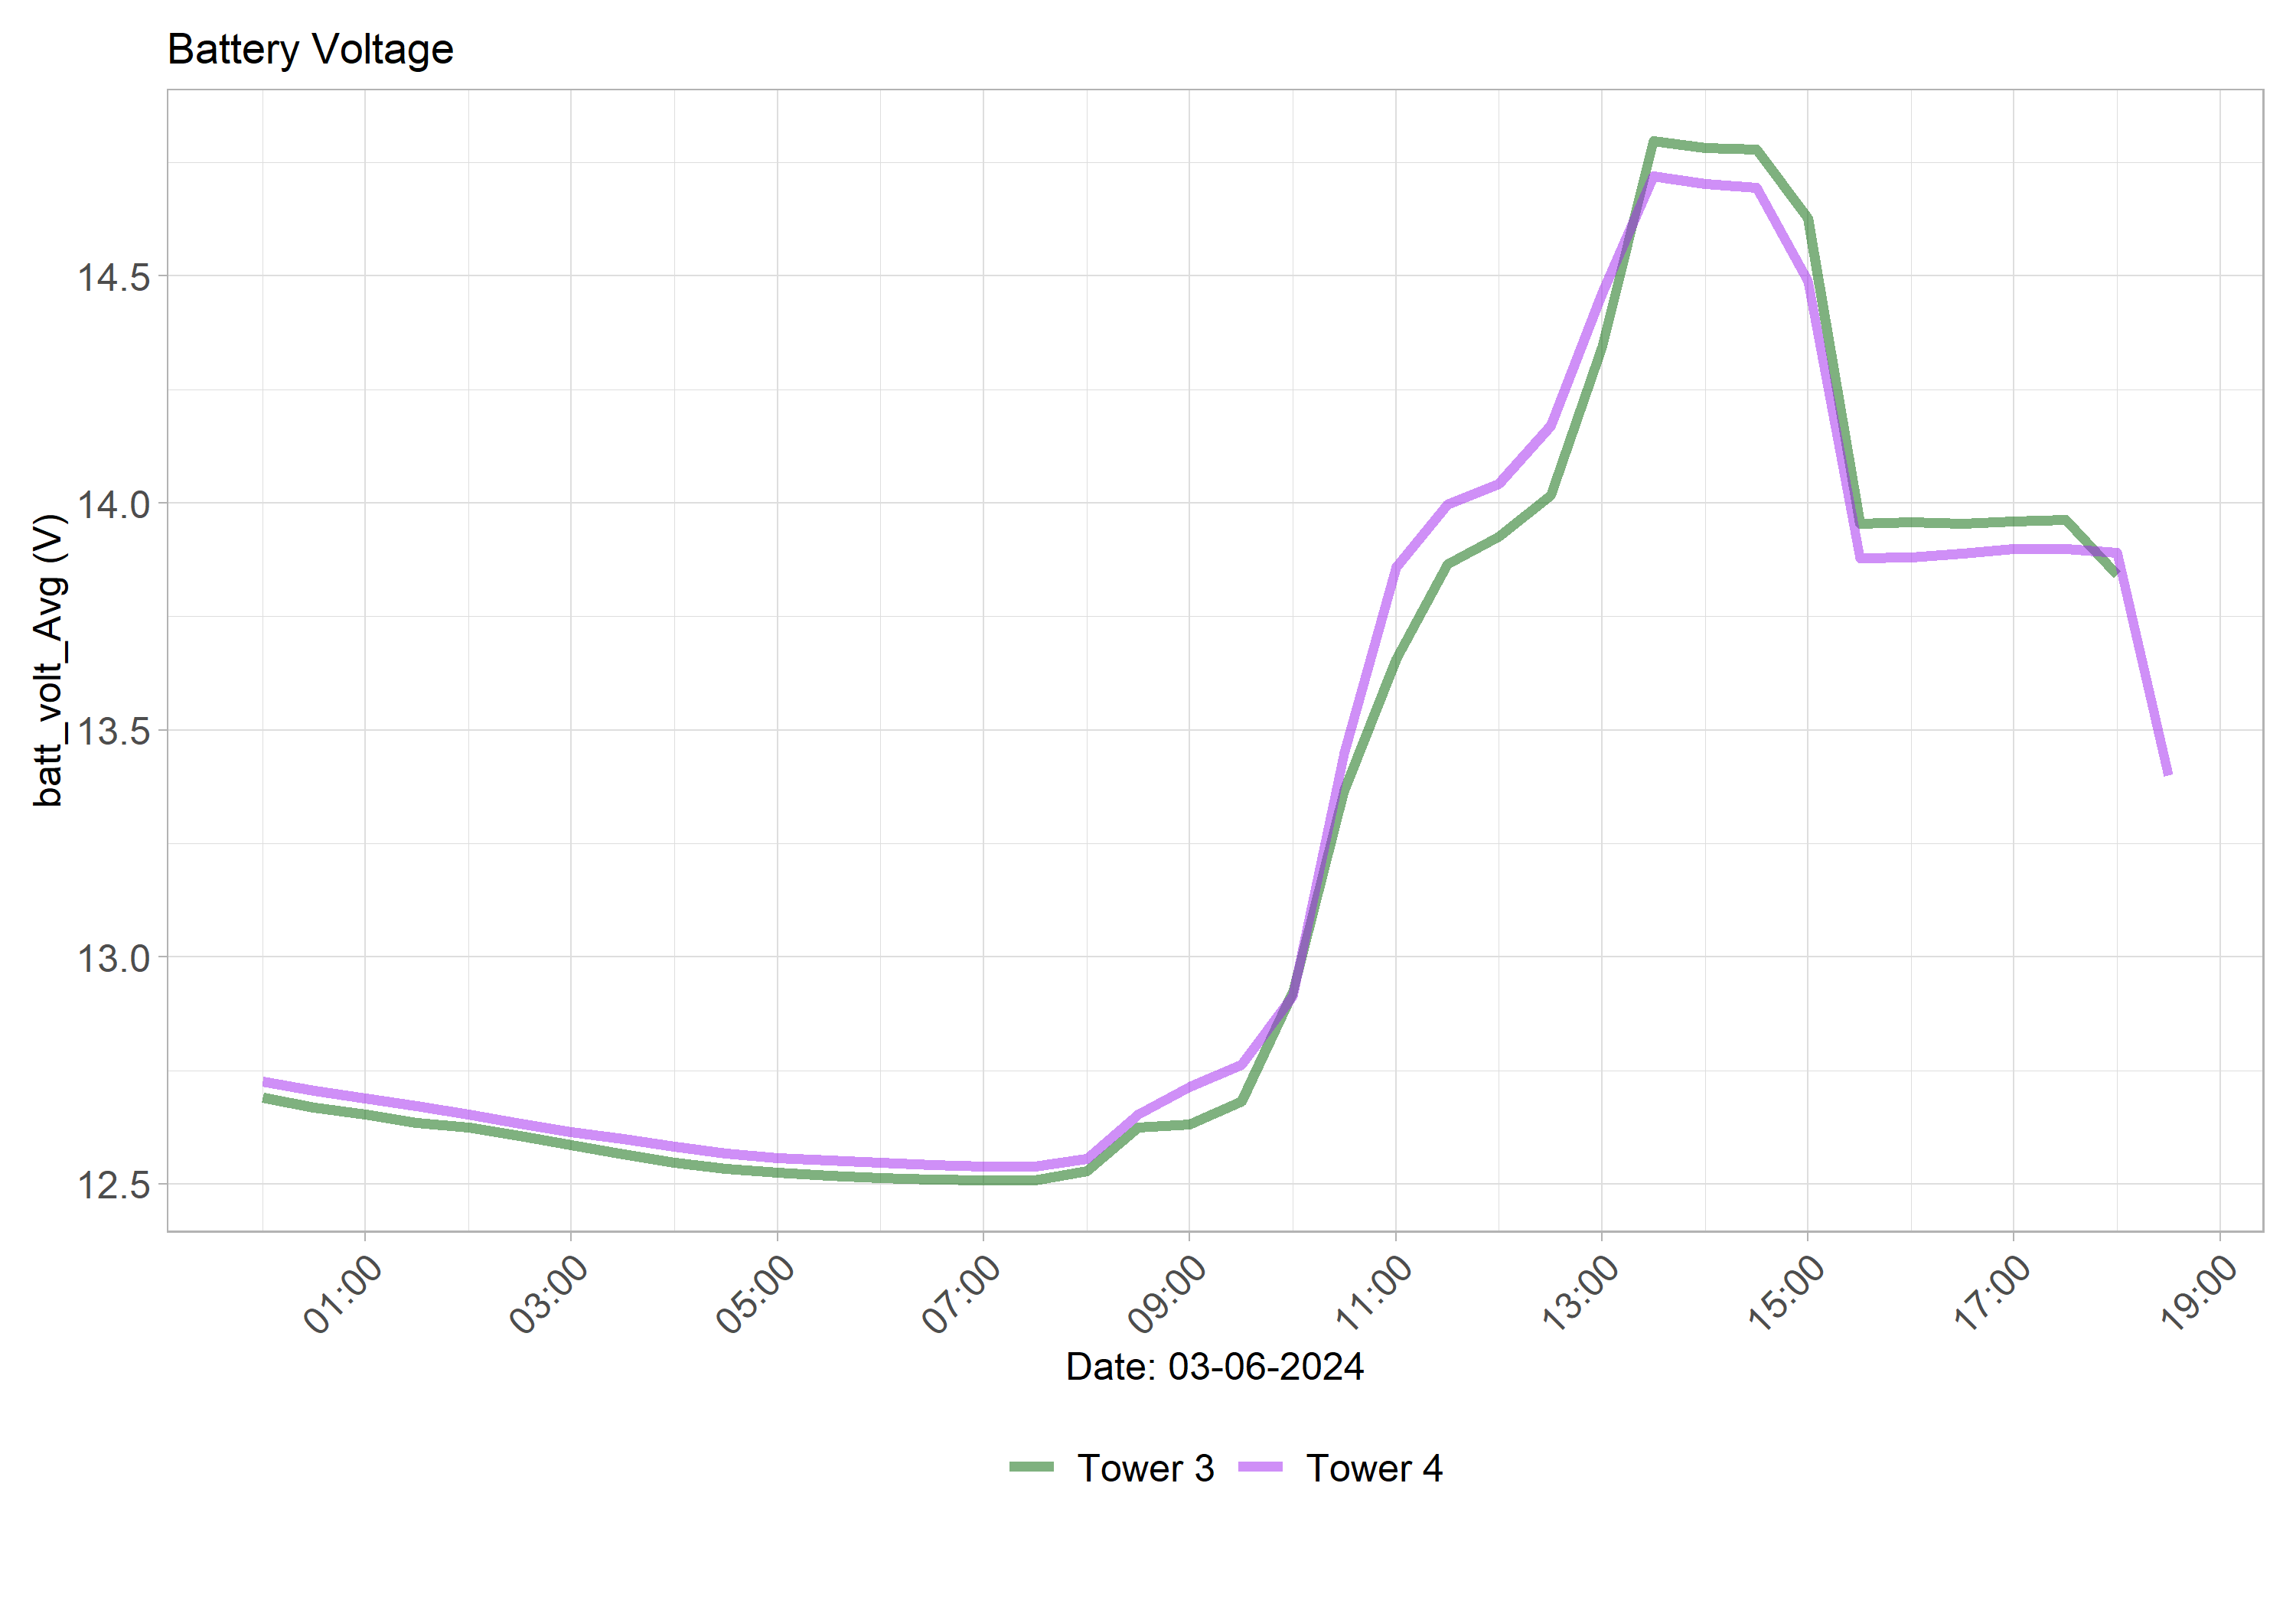 Battery Voltage
batt_volt_Avg (V)
14.5
14.0
13.5
13.0
12.5
01:00 03:00 05:00 07:00 09:00 11:00 13:00 15:00 17:00 19:00
Date: 03-06-2024
Tower 3 Tower 4